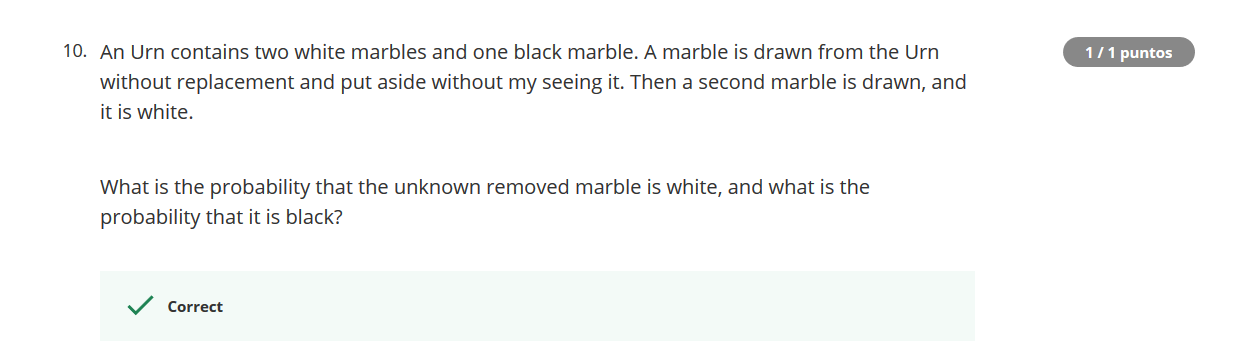 10. An Urn contains two white marbles and one black marble. A marble is drawn from the Urn
1 / 1 puntos
without replacement and put aside without my seeing it. Then a second marble is drawn, and
it is white.
What is the probability that the unknown removed marble is white, and what is the
probability that it is black?
Correct